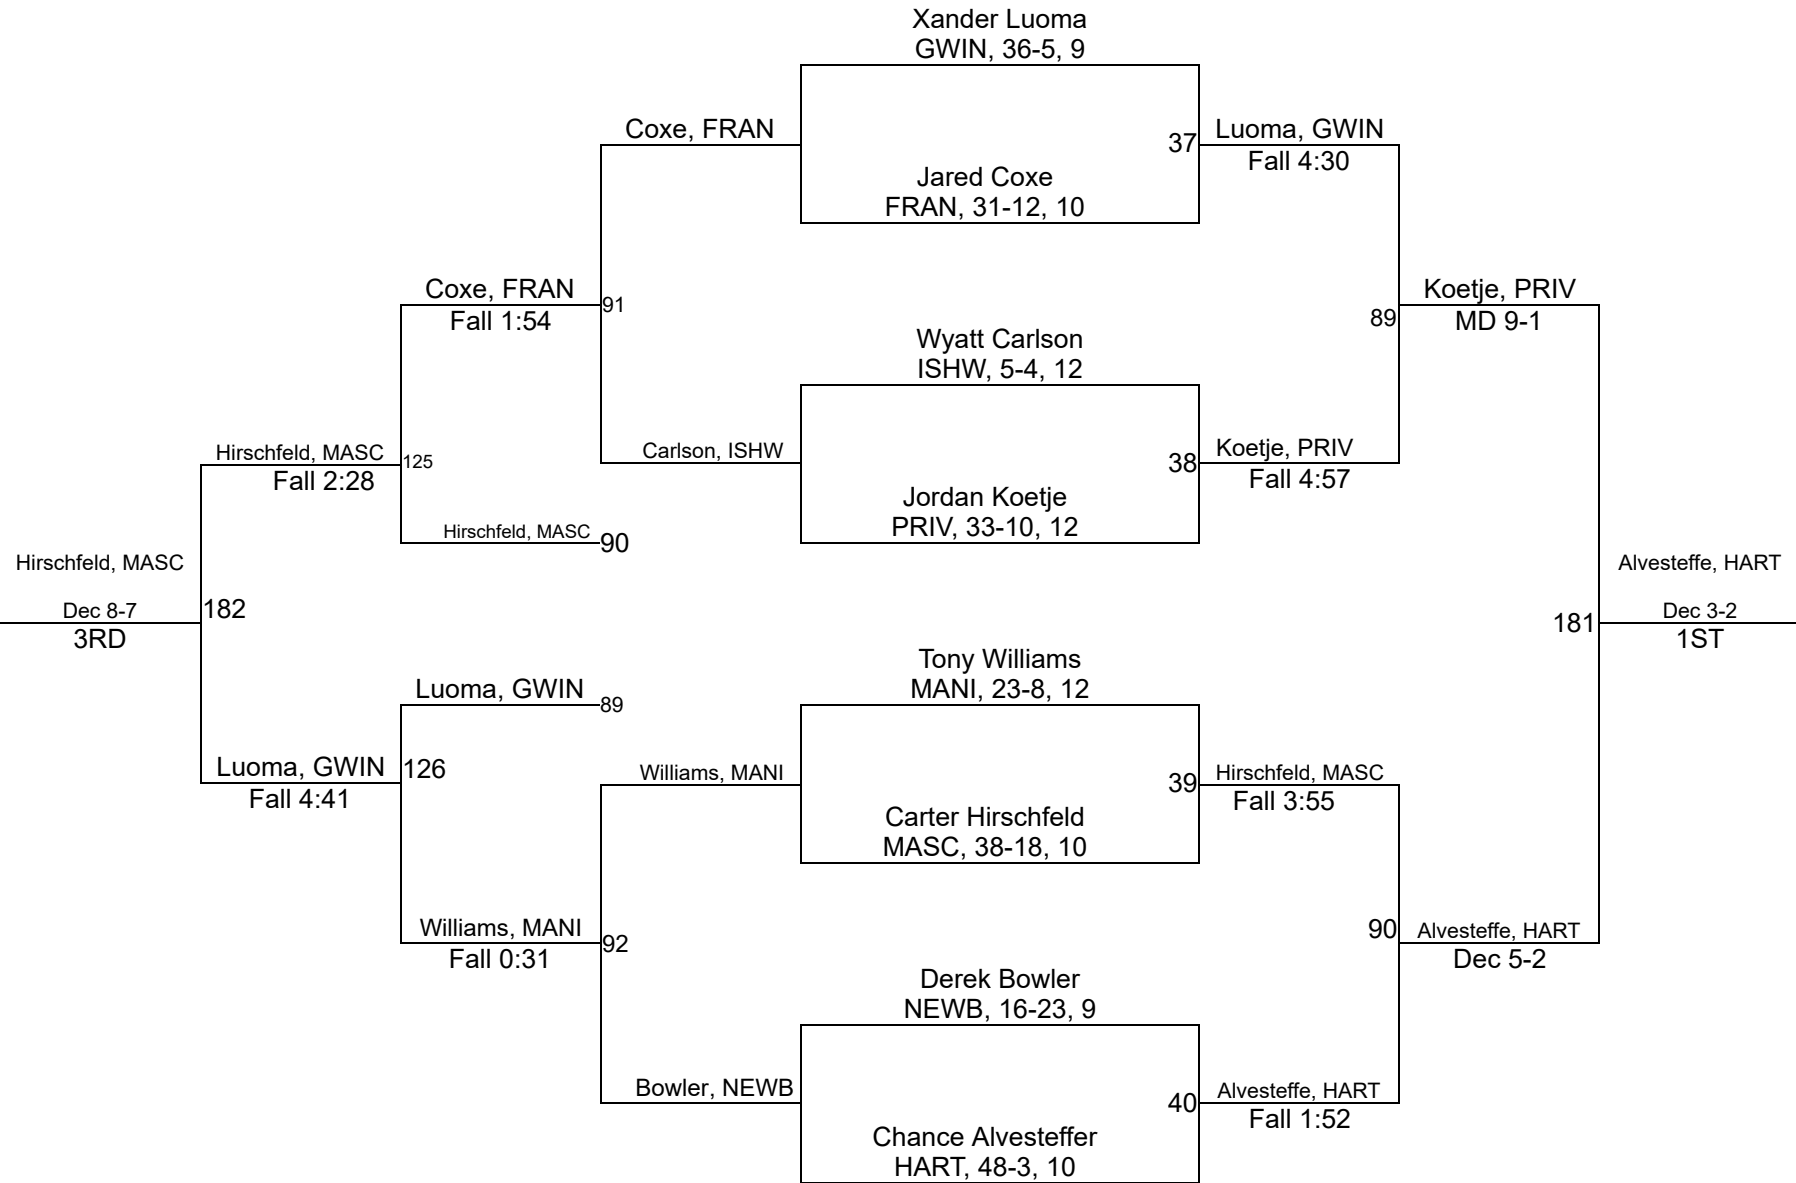 Xander Luoma
GWIN, 36-5, 9
Coxe, FRAN
37
Luoma, GWIN
Fall 4:30
Jared Coxe
FRAN, 31-12, 10
Coxe, FRAN
Fall 1:54
91
89
Koetje, PRIV
MD 9-1
Wyatt Carlson
ISHW, 5-4, 12
Hirschfeld, MASC
Fall 2:28
125
Carlson, ISHW
38
Koetje, PRIV
Fall 4:57
Jordan Koetje
PRIV, 33-10, 12
Hirschfeld, MASC
90
Hirschfeld, MASC
Dec 8-7
3RD
182
181
Alvesteffe, HART
Dec 3-2
1ST
Tony Williams
MANI, 23-8, 12
Luoma, GWIN
89
Luoma, GWIN
Fall 4:41
126
Williams, MANI
39
Hirschfeld, MASC
Fall 3:55
Carter Hirschfeld
MASC, 38-18, 10
Williams, MANI
Fall 0:31
92
90
Alvesteffe, HART
Dec 5-2
Derek Bowler
NEWB, 16-23, 9
Bowler, NEWB
40
Alvesteffe, HART
Fall 1:52
Chance Alvesteffer
HART, 48-3, 10